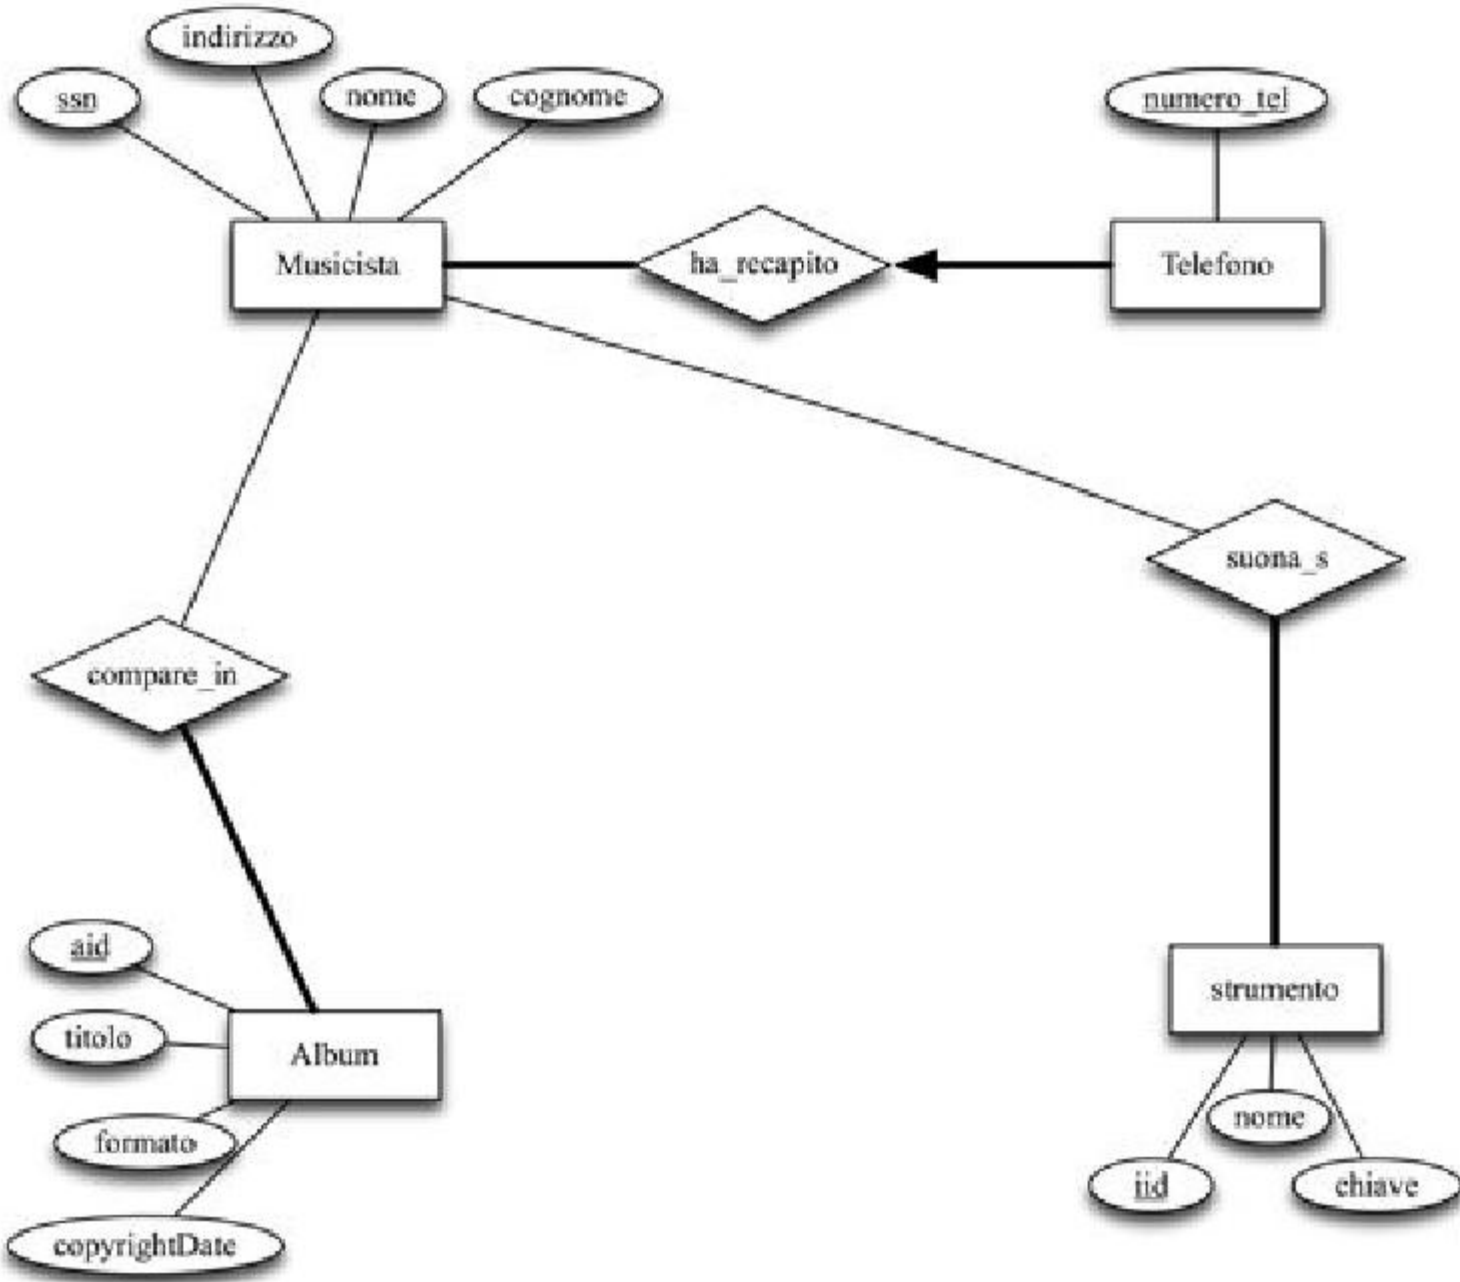 indirizzo
ssn
nome
cognome
numero_tel
Musicista
ha_recapito
Telefono
suona_s
compare_in
aid
titolo
Album
formato
copyrightDate
strumento
nome
iid
chiave